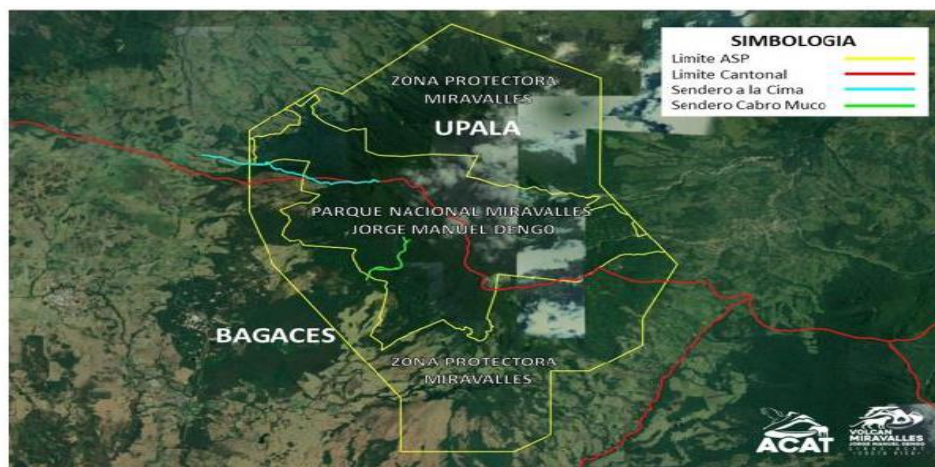 SIMBOLOGIA
Limite ASP
Limite Cantonal
Sendero a la Cima
Sendero Cabro Muco
ZONA PROTECTORA
MIRAVALLES
UPALA
PARQUE NACIONAL MIRAVALLES
JORGE MANUEL DENGO
BAGACES
ZONA PROTECTORA
MIRAVALLES
ACAT
VOLCAN
MIRAVALLES
JORGE MANUEL DENGO